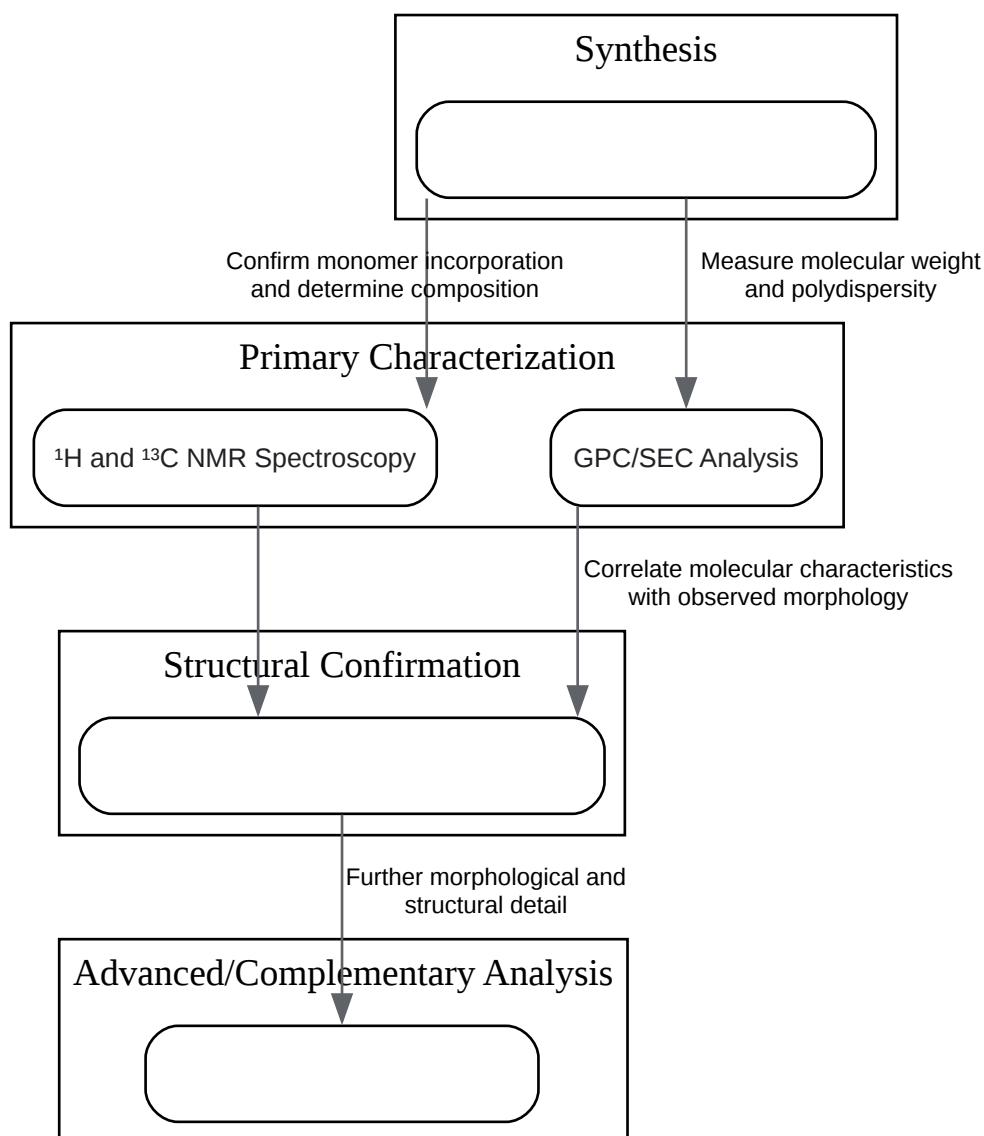 Synthesis
Confirm monomer incorporation
and determine composition
Measure molecular weight
and polydispersity
Primary Characterization
¹H and ¹³C NMR Spectroscopy
GPC/SEC Analysis
Correlate molecular characteristics
with observed morphology
Structural Confirmation
Further morphological and
structural detail
Advanced/Complementary Analysis